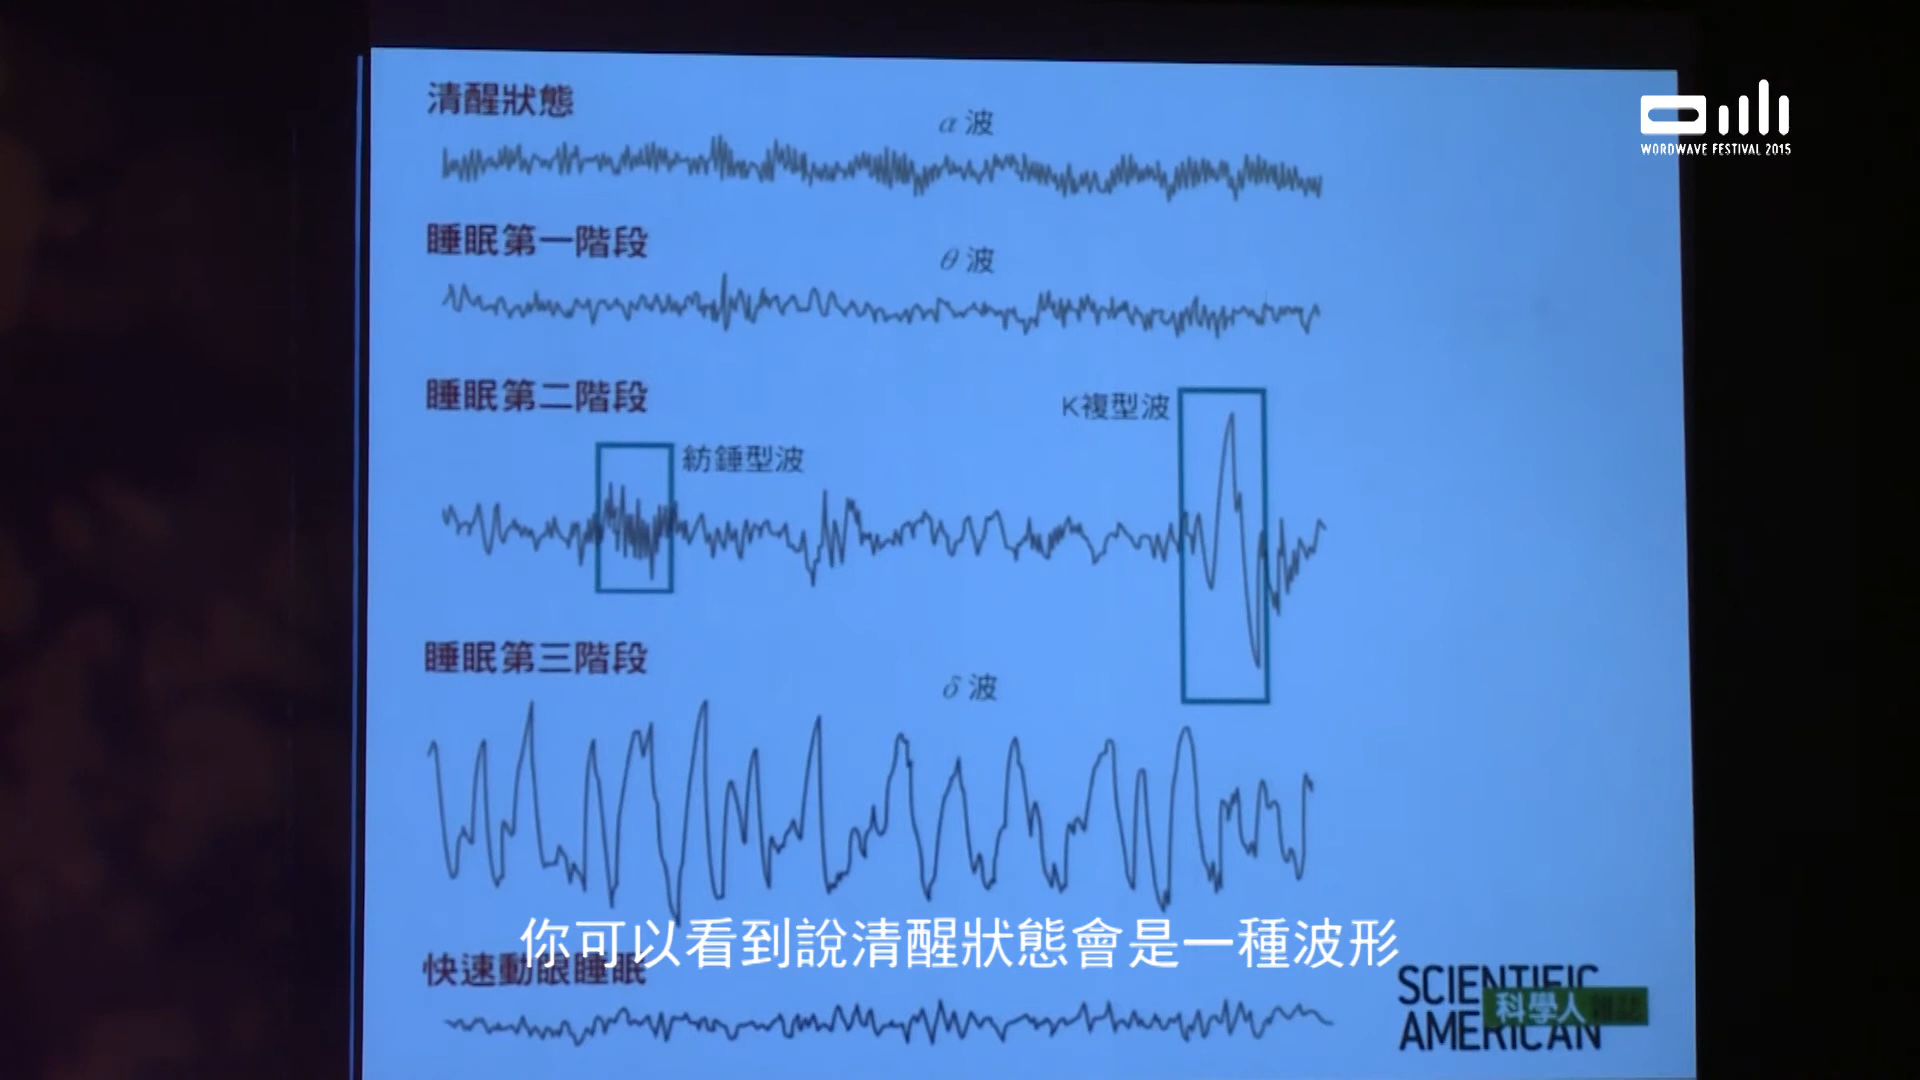 清醒狀態
α 波
WORDWAVE FESTIVAL 2015
睡眠第一階段
θ 波
睡眠第二階段
K複型波
紡錘型波
睡眠第三階段
δ 波
你可以看到說清醒狀態會是一種波形
快速動眼睡眠
SCIENTIFIC
科學人雜誌
AMERICAN